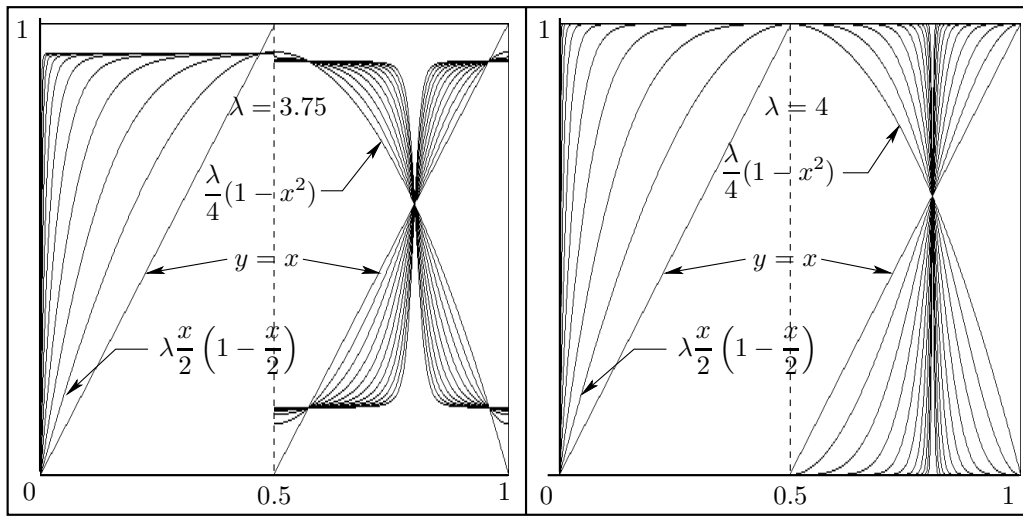 1
λ = 3.75
λ/4(1 − x²)
y = x
λ x/2 (1 − x/2)
0
0.5
1
1
λ = 4
λ/4(1 − x²)
y = x
λ x/2 (1 − x/2)
0
0.5
1